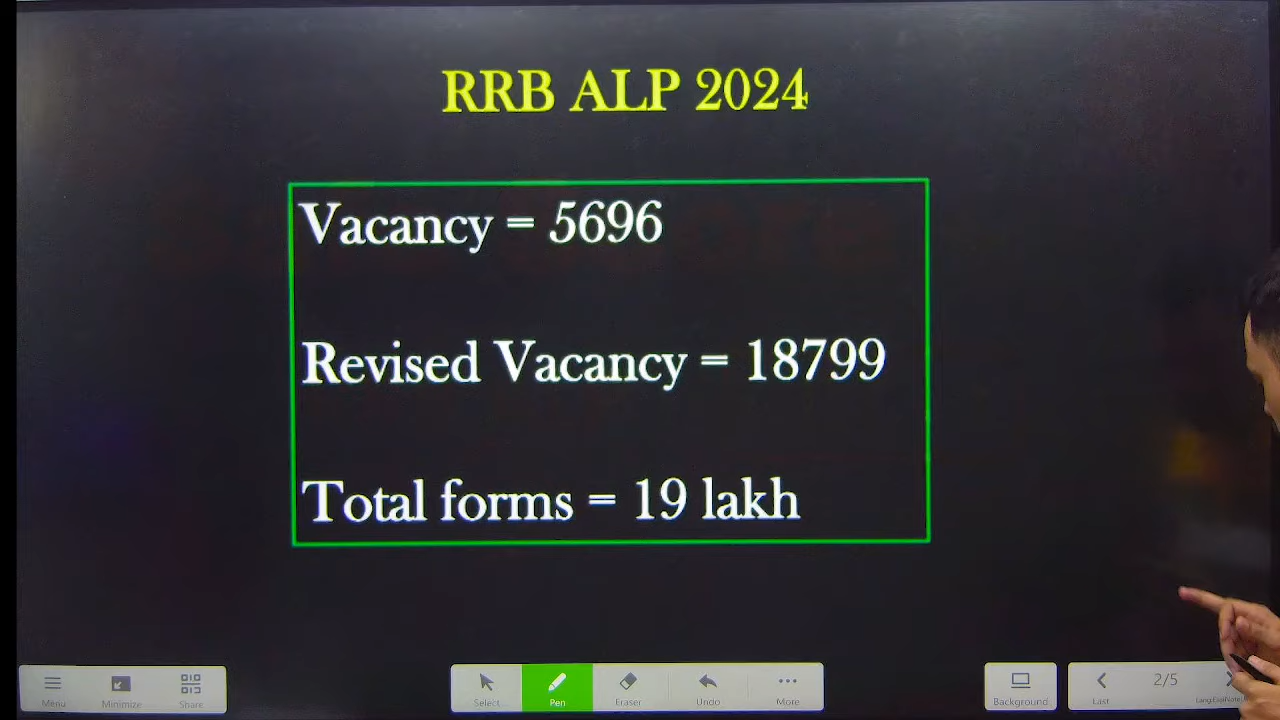 RRB ALP 2024
Vacancy = 5696
Revised Vacancy = 18799
Total forms = 19 lakh
Menu
Minimize
Share
Select
Pen
Eraser
Undo
More
Background
Last
2/5